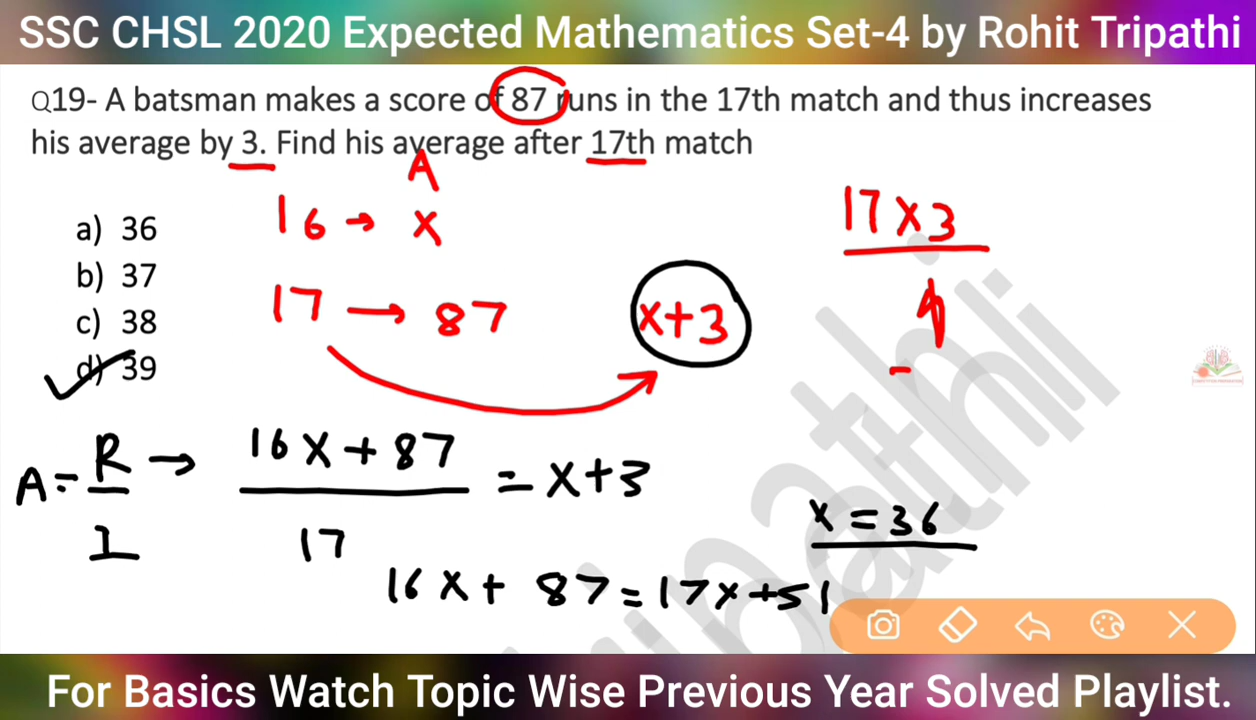 SSC CHSL 2020 Expected Mathematics Set-4 by Rohit Tripathi
Q19- A batsman makes a score of 87 runs in the 17th match and thus increases
his average by 3. Find his average after 17th match
A
a) 36
b) 37
c) 38
d) 39
16 → x
17 → 87
x+3
17 x 3
A = R/I → (16x + 87)/17 = x+3
x = 36
16x + 87 = 17x + 51
For Basics Watch Topic Wise Previous Year Solved Playlist.